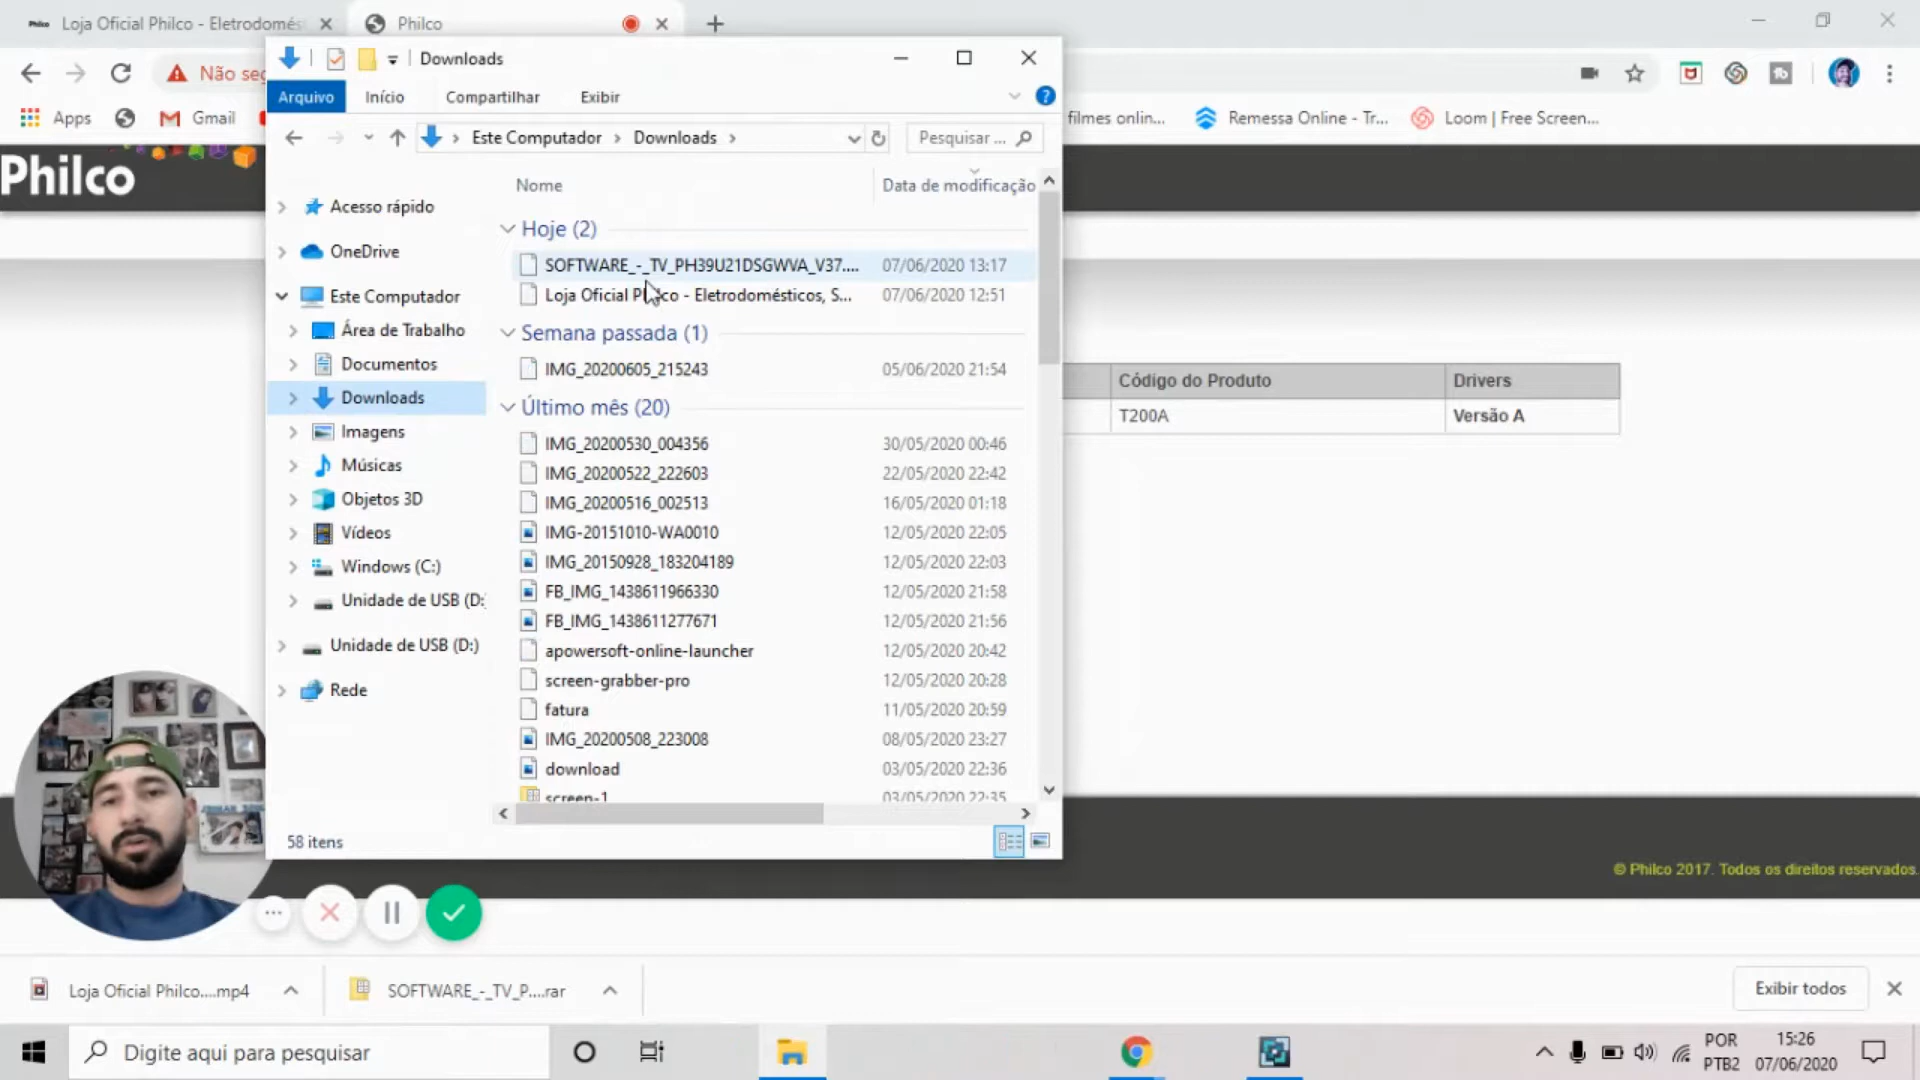 Loja Oficial Philco - Eletrodomés
Philco
Não seg
Apps
Gmail
filmes onlin...
Remessa Online - Tr...
Loom | Free Screen...
Philco
Downloads
Arquivo
Início
Compartilhar
Exibir
Este Computador
Downloads
Pesquisar ...
Nome
Data de modificação
Acesso rápido
OneDrive
Este Computador
Área de Trabalho
Documentos
Downloads
Imagens
Músicas
Objetos 3D
Vídeos
Windows (C:)
Unidade de USB (D:
Unidade de USB (D:)
Rede
Hoje (2)
SOFTWARE_-_TV_PH39U21DSGWVA_V37.... 07/06/2020 13:17
Loja Oficial Philco - Eletrodomésticos, S... 07/06/2020 12:51
Semana passada (1)
IMG_20200605_215243 05/06/2020 21:54
Último mês (20)
IMG_20200530_004356 30/05/2020 00:46
IMG_20200522_222603 22/05/2020 22:42
IMG_20200516_002513 16/05/2020 01:18
IMG-20151010-WA0010 12/05/2020 22:05
IMG_20150928_183204189 12/05/2020 22:03
FB_IMG_1438611966330 12/05/2020 21:58
FB_IMG_1438611277671 12/05/2020 21:56
apowersoft-online-launcher 12/05/2020 20:42
screen-grabber-pro 12/05/2020 20:28
fatura 11/05/2020 20:59
IMG_20200508_223008 08/05/2020 23:27
download 03/05/2020 22:36
screen-1 03/05/2020 22:35
58 itens
Código do Produto Drivers
T200A Versão A
© Philco 2017. Todos os direitos reservados.
Loja Oficial Philco....mp4
SOFTWARE_-_TV_P....rar
Exibir todos
Digite aqui para pesquisar
POR
PTB2
15:26
07/06/2020